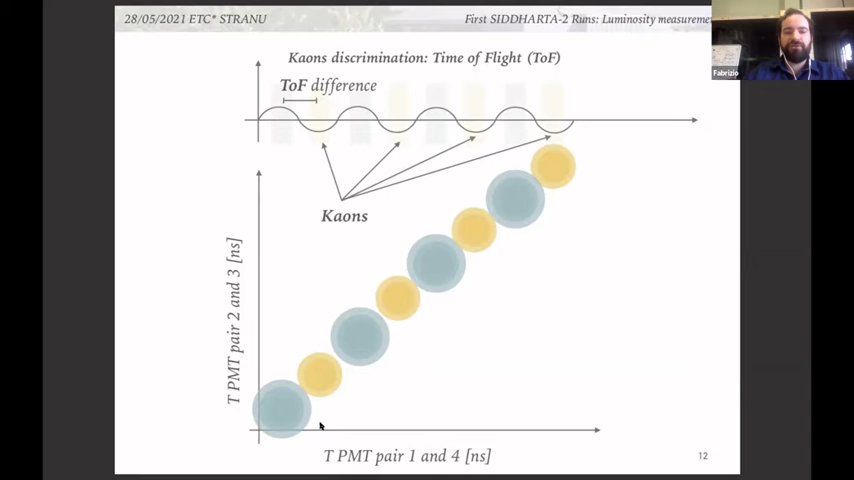 28/05/2021 ETC* STRANU
First SIDDHARTA-2 Runs: Luminosity
Fabrizio
Kaons discrimination: Time of Flight (ToF)
ToF difference
Kaons
T PMT pair 2 and 3 [ns]
T PMT pair 1 and 4 [ns]
12